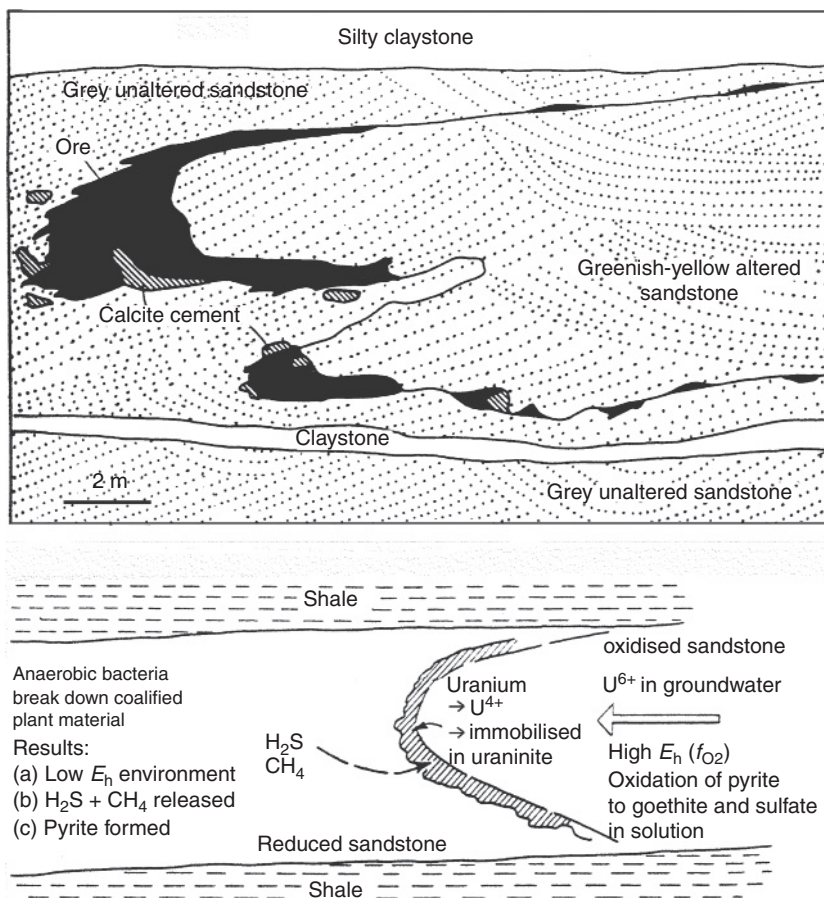 Silty claystone
Grey unaltered sandstone
Ore
Greenish-yellow altered
sandstone
Calcite cement
Claystone
2 m
Grey unaltered sandstone
Shale
oxidised sandstone
Anaerobic bacteria
break down coalified
plant material
Results:
(a) Low Eₕ environment
(b) H₂S + CH₄ released
(c) Pyrite formed
H₂S
CH₄
Uranium
→ U⁴⁺
→ immobilised
in uraninite
U⁶⁺ in groundwater
High Eₕ (f_O2)
Oxidation of pyrite
to goethite and sulfate
in solution
Reduced sandstone
Shale